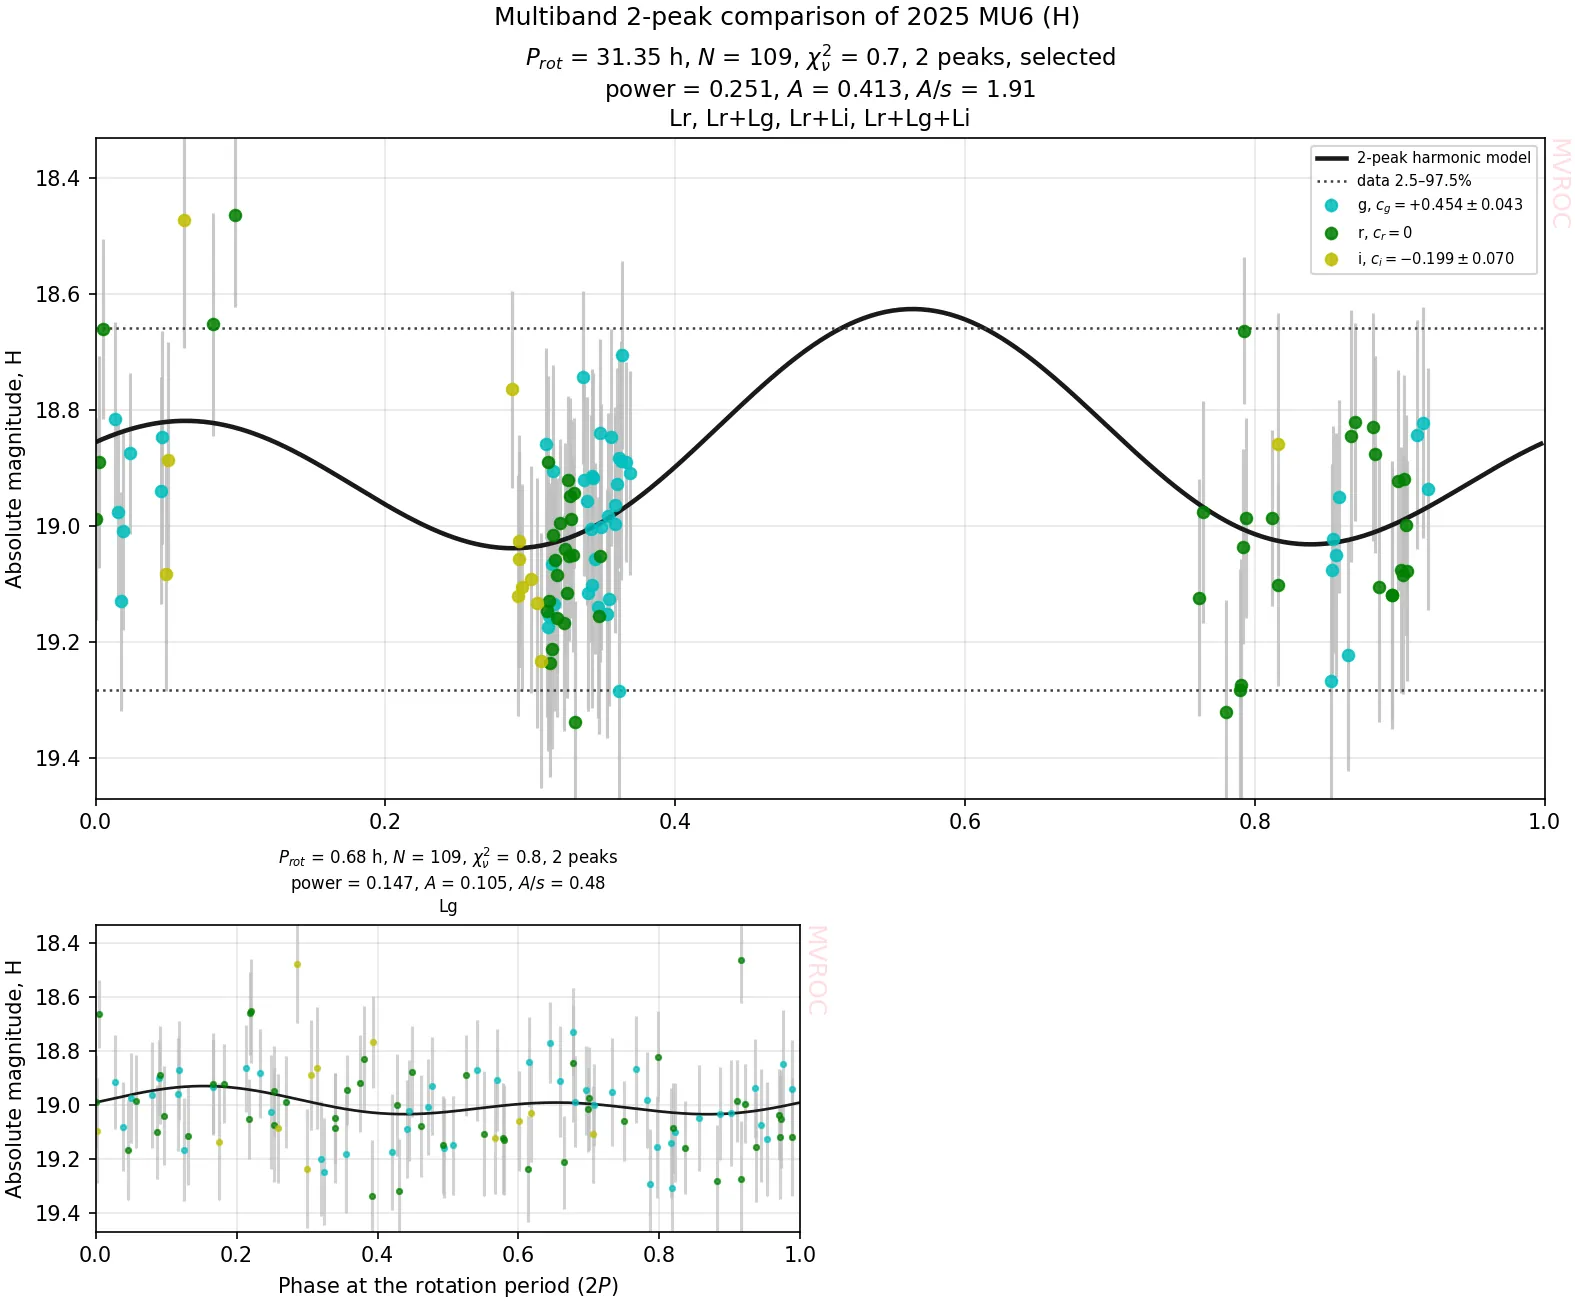 Multiband 2-peak comparison of 2025 MU6 (H)
P_rot = 31.35 h, N = 109, χ²_ν = 0.7, 2 peaks, selected
power = 0.251, A = 0.413, A/s = 1.91
Lr, Lr+Lg, Lr+Li, Lr+Lg+Li
2-peak harmonic model
data 2.5–97.5%
g, c_g = +0.454 ± 0.043
r, c_r = 0
i, c_i = −0.199 ± 0.070
MVROC
Absolute magnitude, H
18.4
18.6
18.8
19.0
19.2
19.4
0.0 0.2 0.4 0.6 0.8 1.0
P_rot = 0.68 h, N = 109, χ²_ν = 0.8, 2 peaks
power = 0.147, A = 0.105, A/s = 0.48
Lg
MVROC
Absolute magnitude, H
18.4
18.6
18.8
19.0
19.2
19.4
0.0 0.2 0.4 0.6 0.8 1.0
Phase at the rotation period (2P)